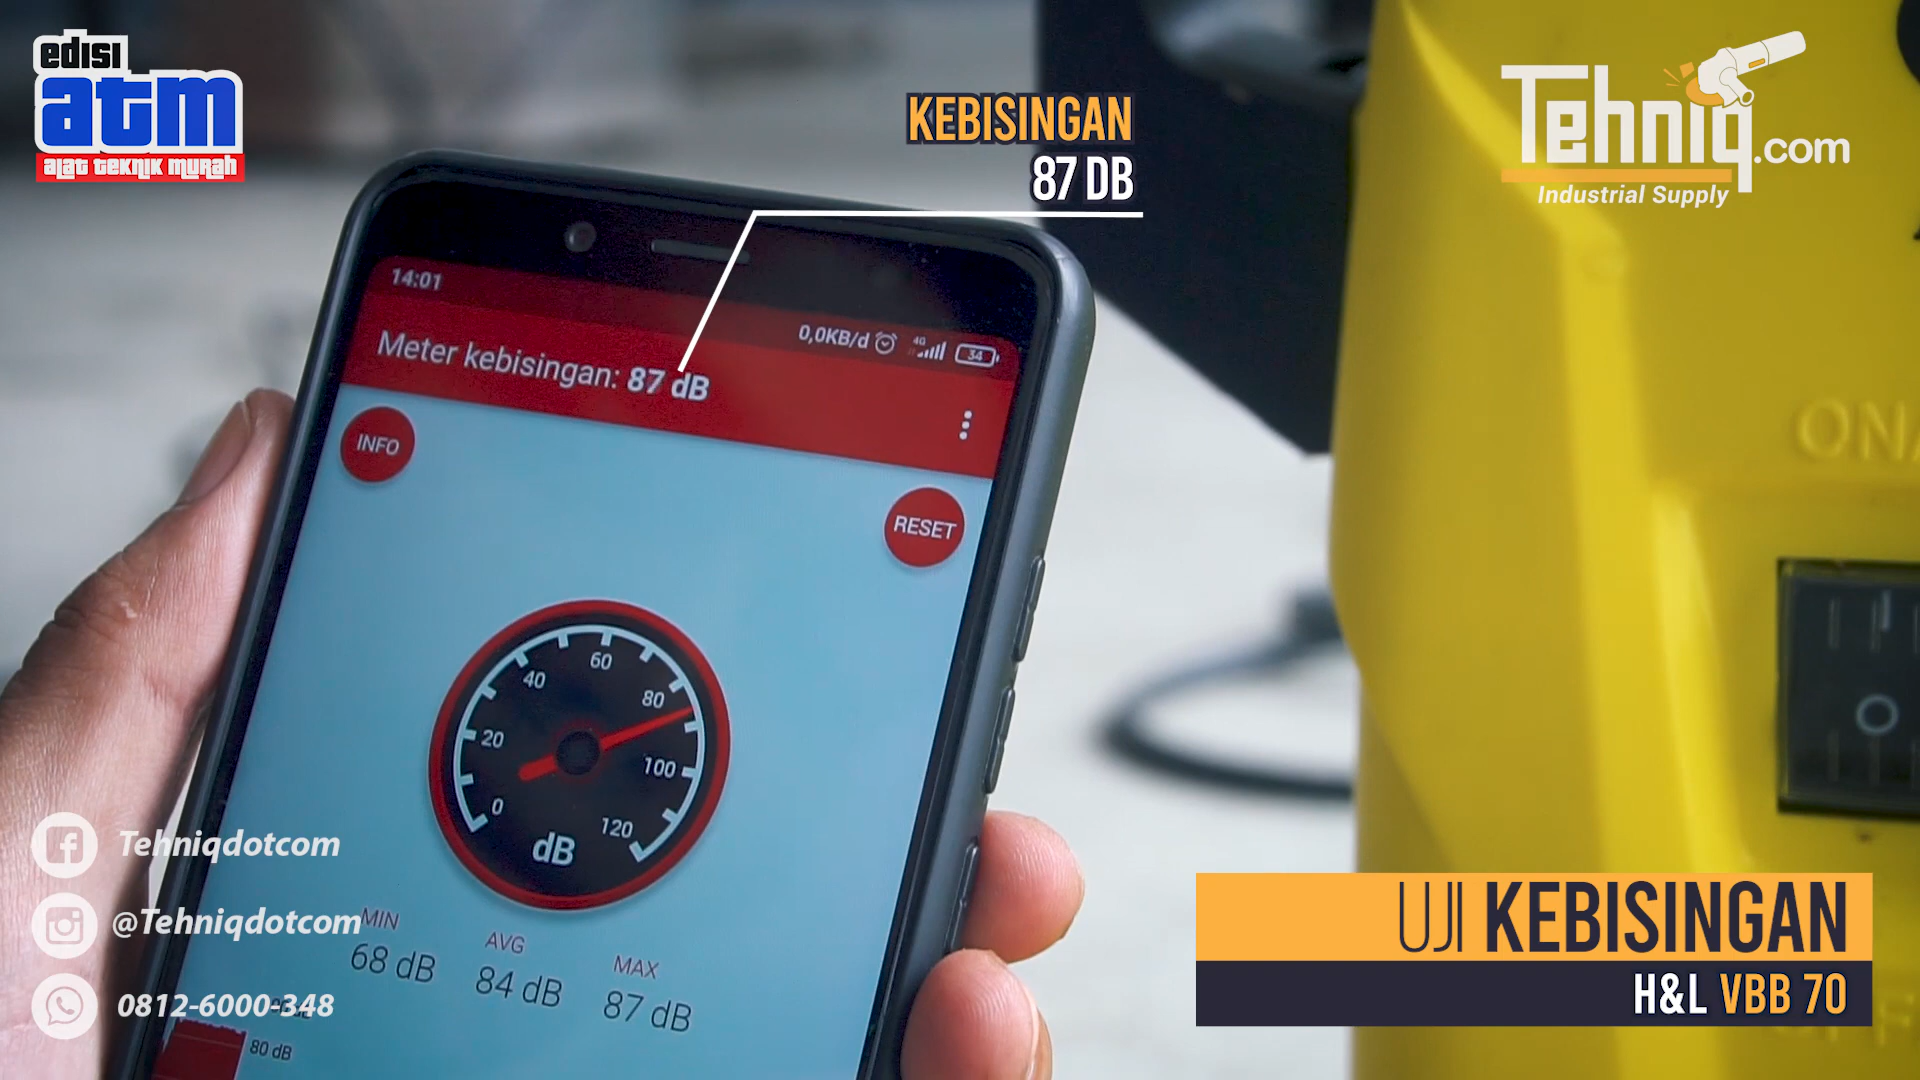 edisi
atm
alat teknik murah
KEBISINGAN
87 DB
Tehniq.com
Industrial Supply
14:01
0,0KB/d
4G
34
Meter kebisingan: 87 dB
INFO
RESET
0
20
40
60
80
100
120
dB
MIN
68 dB
AVG
84 dB
MAX
87 dB
80 dB
Tehniqdotcom
@Tehniqdotcom
0812-6000-348
UJI KEBISINGAN
H&L VBB 70